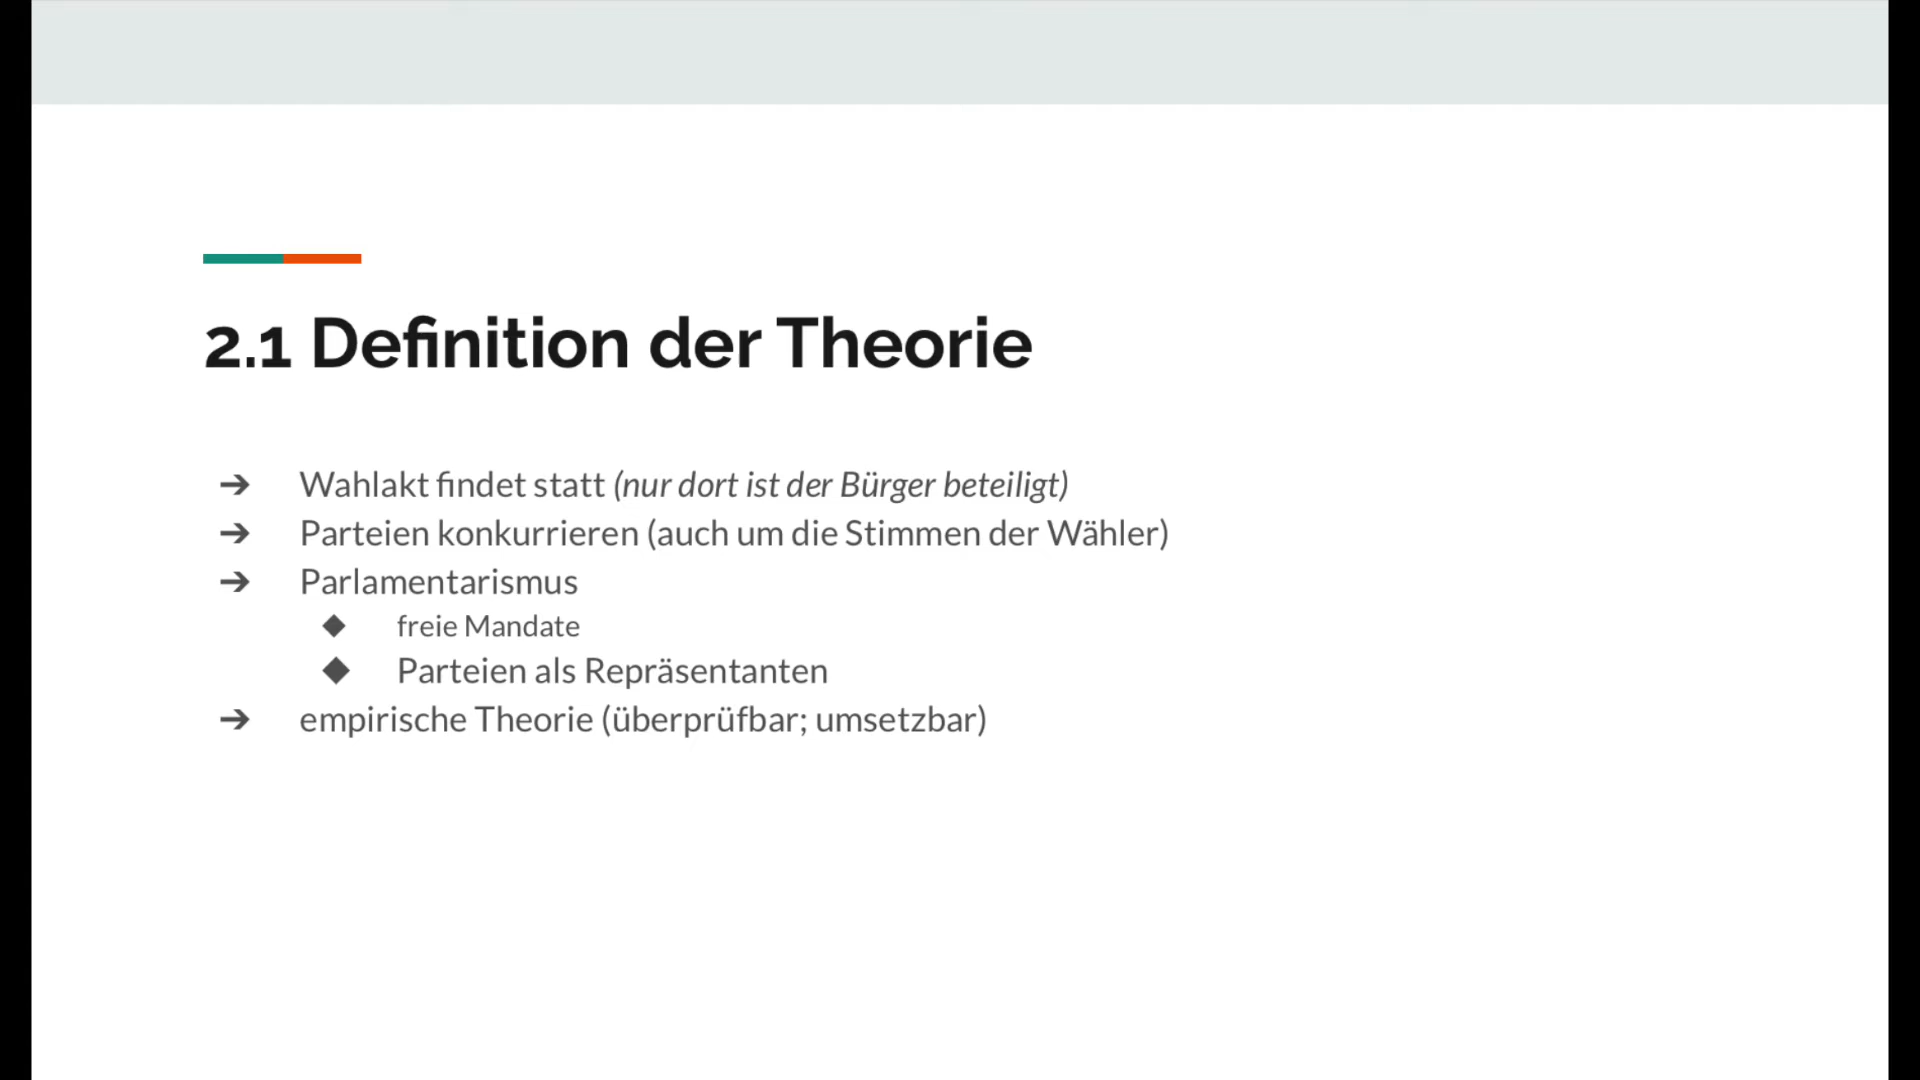 2.1 Definition der Theorie
➔ Wahlakt findet statt (nur dort ist der Bürger beteiligt)
➔ Parteien konkurrieren (auch um die Stimmen der Wähler)
➔ Parlamentarismus
◆ freie Mandate
◆ Parteien als Repräsentanten
➔ empirische Theorie (überprüfbar; umsetzbar)